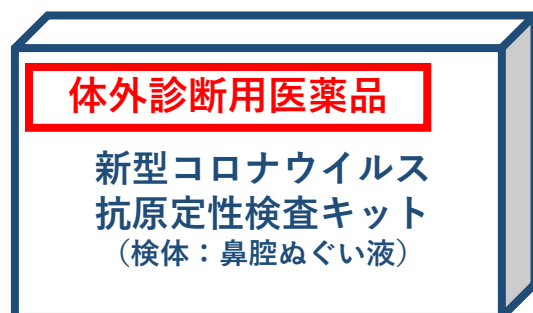 体外診断用医薬品
新型コロナウイルス
抗原定性検査キット
（検体：鼻腔ぬぐい液）